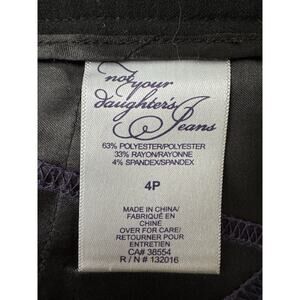 not your
daughter's Jeans
63% POLYESTER/POLYESTER
33% RAYON/RAYONNE
4% SPANDEX/SPANDEX
4P
MADE IN CHINA/
FABRIQUÉ EN
CHINE
OVER FOR CARE/
RETOURNER POUR
ENTRETIEN
CA# 38554
R / N # 132016